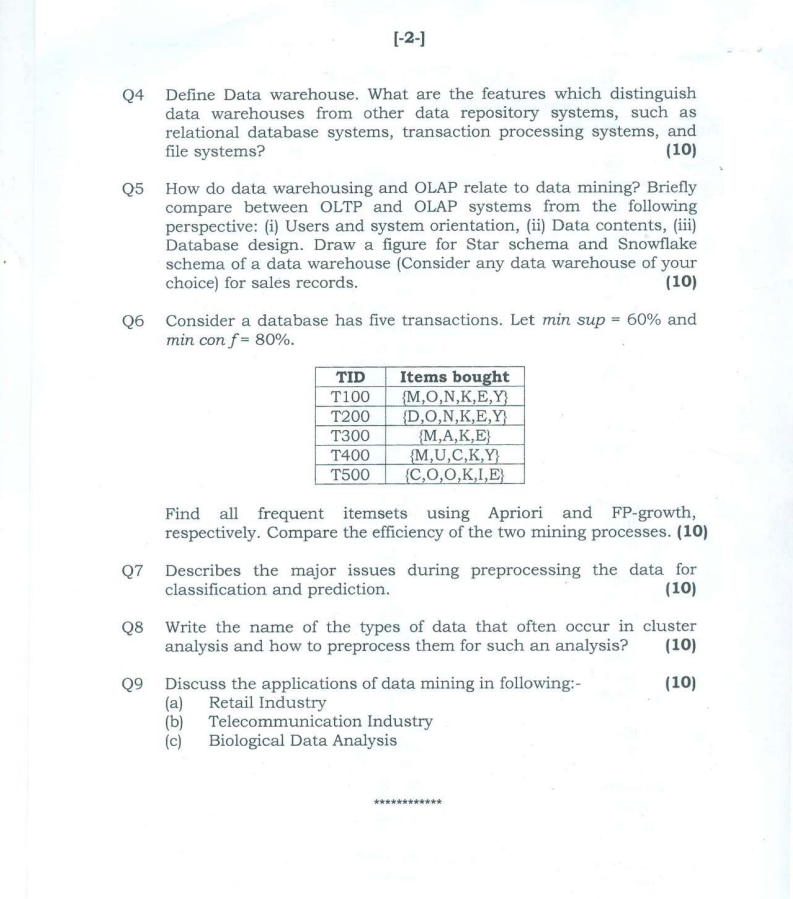 [-2-]
Q4 Define Data warehouse. What are the features which distinguish
data warehouses from other data repository systems, such as
relational database systems, transaction processing systems, and
file systems? (10)
Q5 How do data warehousing and OLAP relate to data mining? Briefly
compare between OLTP and OLAP systems from the following
perspective: (i) Users and system orientation, (ii) Data contents, (iii)
Database design. Draw a figure for Star schema and Snowflake
schema of a data warehouse (Consider any data warehouse of your
choice) for sales records. (10)
Q6 Consider a database has five transactions. Let min sup = 60% and
min con f = 80%.
TID Items bought
T100 {M,O,N,K,E,Y}
T200 {D,O,N,K,E,Y}
T300 {M,A,K,E}
T400 {M,U,C,K,Y}
T500 {C,O,O,K,I,E}
Find all frequent itemsets using Apriori and FP-growth,
respectively. Compare the efficiency of the two mining processes. (10)
Q7 Describes the major issues during preprocessing the data for
classification and prediction. (10)
Q8 Write the name of the types of data that often occur in cluster
analysis and how to preprocess them for such an analysis? (10)
Q9 Discuss the applications of data mining in following:- (10)
(a) Retail Industry
(b) Telecommunication Industry
(c) Biological Data Analysis
************